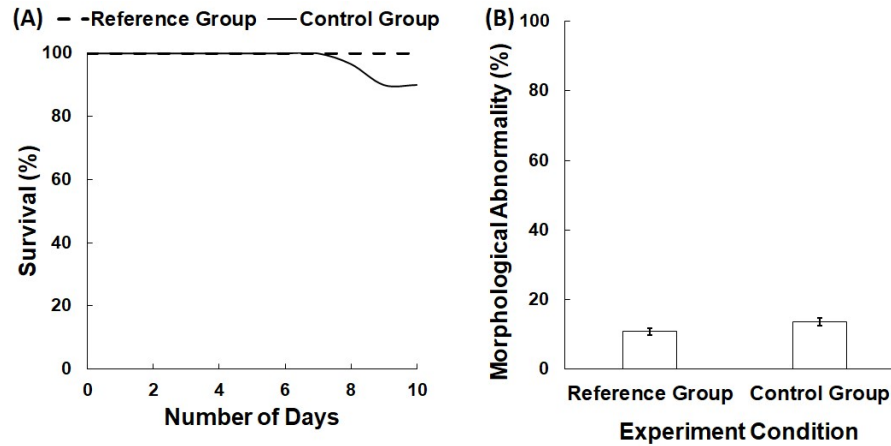 (A) Reference Group Control Group
100
80
60
40
20
0
Survival (%)
0 2 4 6 8 10
Number of Days
(B)
100
80
60
40
20
0
Morphological Abnormality (%)
Reference Group Control Group
Experiment Condition